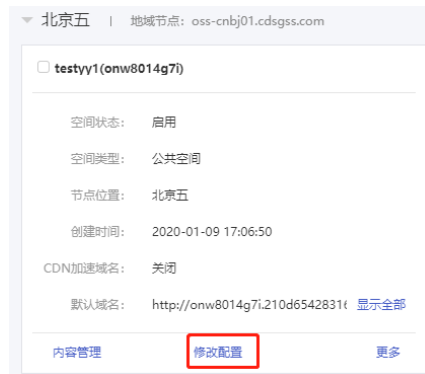 北京五 | 地域节点：oss-cnbj01.cdsgss.com
testyy1(onw8014g7i)
空间状态： 启用
空间类型： 公共空间
节点位置： 北京五
创建时间： 2020-01-09 17:06:50
CDN加速域名： 关闭
默认域名： http://onw8014g7i.210d6542831 显示全部
内容管理 修改配置 更多